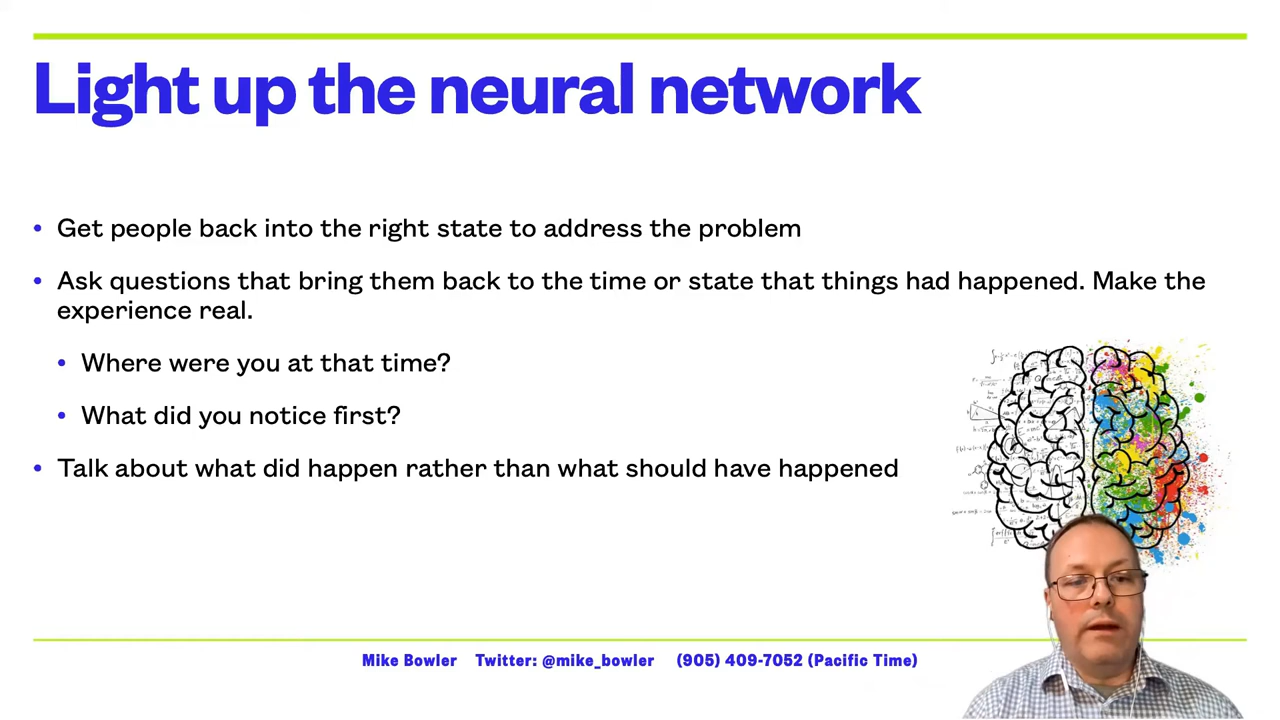 Light up the neural network
• Get people back into the right state to address the problem
• Ask questions that bring them back to the time or state that things had happened. Make the
experience real.
• Where were you at that time?
• What did you notice first?
• Talk about what did happen rather than what should have happened
Mike Bowler Twitter: @mike_bowler (905) 409-7052 (Pacific Time)